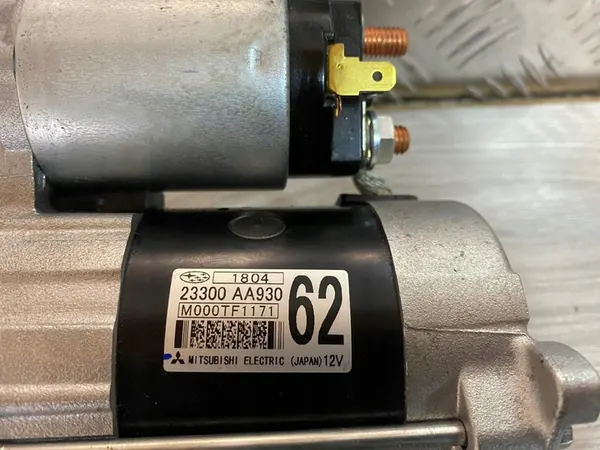 1804
23300 AA930
62
M000TF1171
MITSUBISHI ELECTRIC (JAPAN) 12V